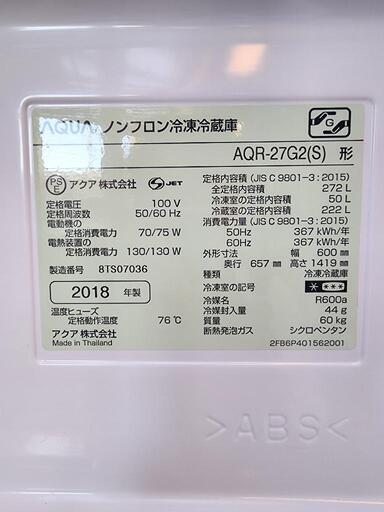 AQUA ノンフロン冷凍冷蔵庫
AQR-27G2(S) 形
PS E アクア株式会社 S JET
定格電圧 100 V
定格周波数 50/60 Hz
電動機の
定格消費電力 70/75 W
電熱装置の
定格消費電力 130/130 W
製造番号 8TS07036
2018 年製
温度ヒューズ
定格動作温度 76℃
アクア株式会社
Made in Thailand
G
定格内容積 (JIS C 9801-3:2015)
全定格内容積 272 L
冷凍室の定格内容積 50 L
冷蔵室の定格内容積 222 L
消費電力量 (JIS C 9801-3:2015)
50Hz 367 kWh/年
60Hz 367 kWh/年
外形寸法 幅 600 mm
奥行 657 mm 高さ 1419 mm
種類 冷凍冷蔵庫
冷凍室の記号
冷媒名 R600a
冷媒封入量 44 g
質量 60 kg
断熱発泡ガス シクロペンタン
2FB6P401562001
>ABS<